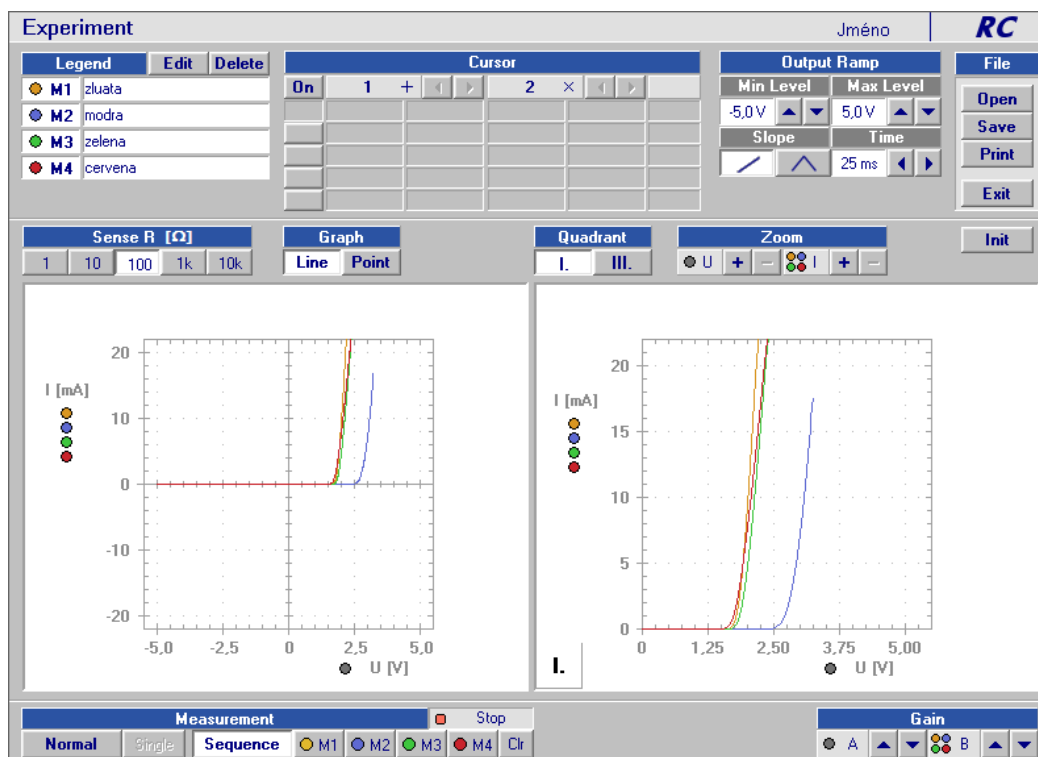 Experiment
Jméno
RC
Legend Edit Delete
M1 zluata
M2 modra
M3 zelena
M4 cervena
Cursor
On 1 + 2 ×
Output Ramp
Min Level Max Level
-5,0 V 5,0 V
Slope Time
25 ms
File
Open
Save
Print
Exit
Init
Sense R [Ω]
1 10 100 1k 10k
Graph
Line Point
Quadrant
I. III.
Zoom
U + – I + –
20
I [mA]
10
0
-10
-20
-5,0 -2,5 0 2,5 5,0
U [V]
20
I [mA]
15
10
5
0
0 1,25 2,50 3,75 5,00
U [V]
I.
Measurement Stop
Normal Single Sequence M1 M2 M3 M4 Clr
Gain
A B